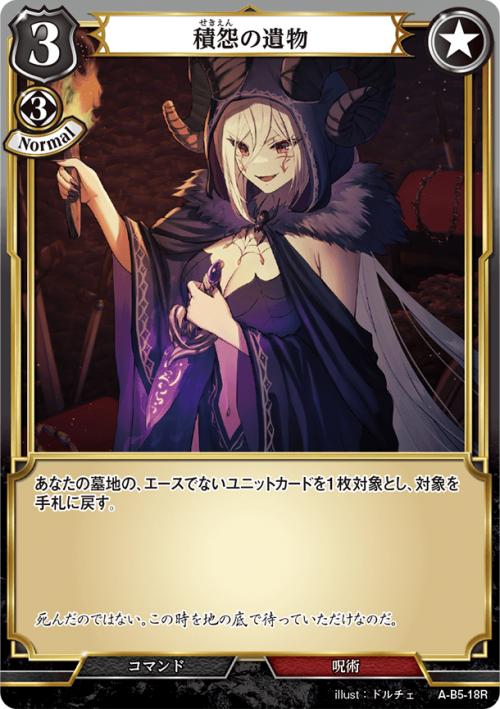 3
せきえん
積怨の遺物
3
Normal
あなたの墓地の、エースでないユニットカードを1枚対象とし、対象を
手札に戻す。
死んだのではない。この時を地の底で待っていただけなのだ。
コマンド
呪術
illust：ドルチェ
A-B5-18R